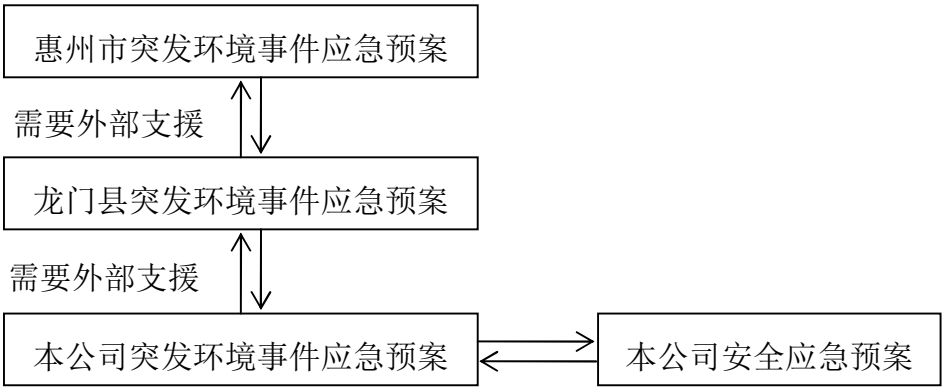 惠州市突发环境事件应急预案
需要外部支援
龙门县突发环境事件应急预案
需要外部支援
本公司突发环境事件应急预案
本公司安全应急预案